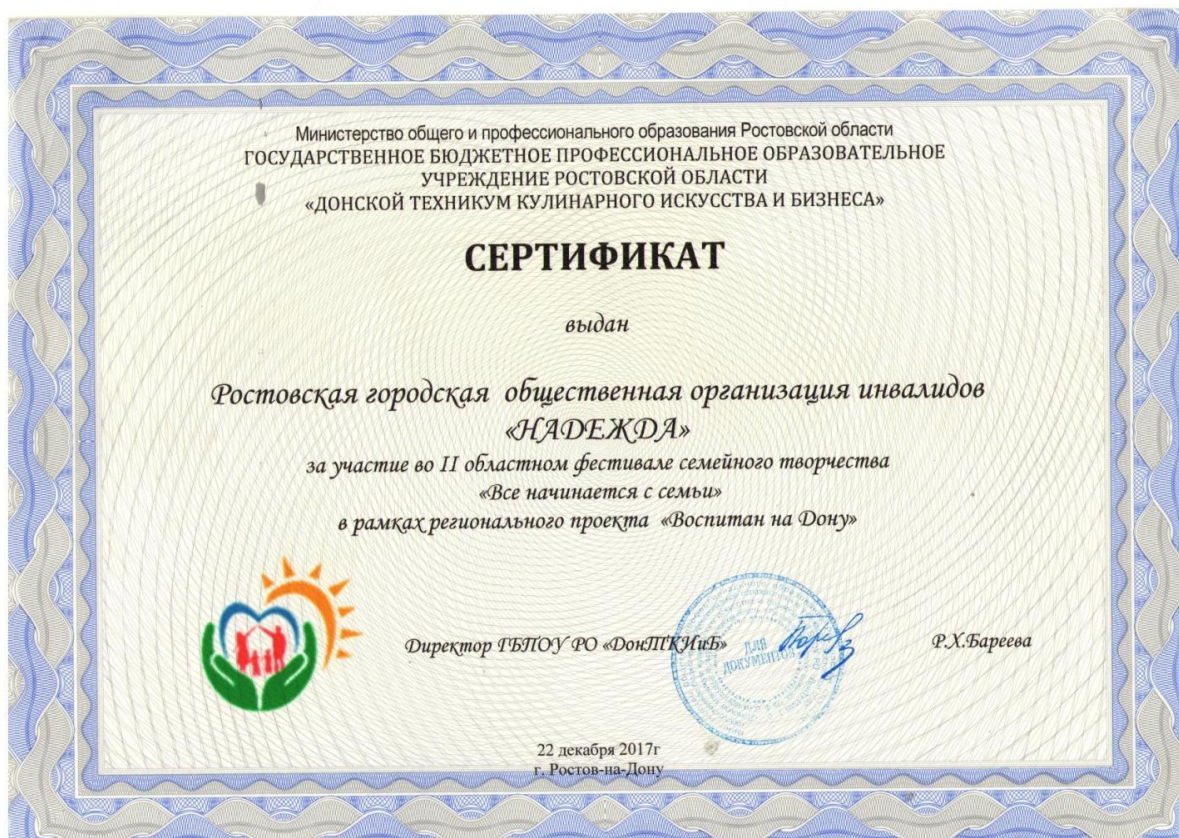 Министерство общего и профессионального образования Ростовской области
ГОСУДАРСТВЕННОЕ БЮДЖЕТНОЕ ПРОФЕССИОНАЛЬНОЕ ОБРАЗОВАТЕЛЬНОЕ
УЧРЕЖДЕНИЕ РОСТОВСКОЙ ОБЛАСТИ
«ДОНСКОЙ ТЕХНИКУМ КУЛИНАРНОГО ИСКУССТВА И БИЗНЕСА»
СЕРТИФИКАТ
выдан
Ростовская городская общественная организация инвалидов
«НАДЕЖДА»
за участие во II областном фестивале семейного творчества
«Все начинается с семьи»
в рамках регионального проекта «Воспитан на Дону»
Директор ГБПОУ РО «ДонТКИиБ»
ДЛЯ
ДОКУМЕНТОВ
Р.Х.Бареева
22 декабря 2017г
г. Ростов-на-Дону